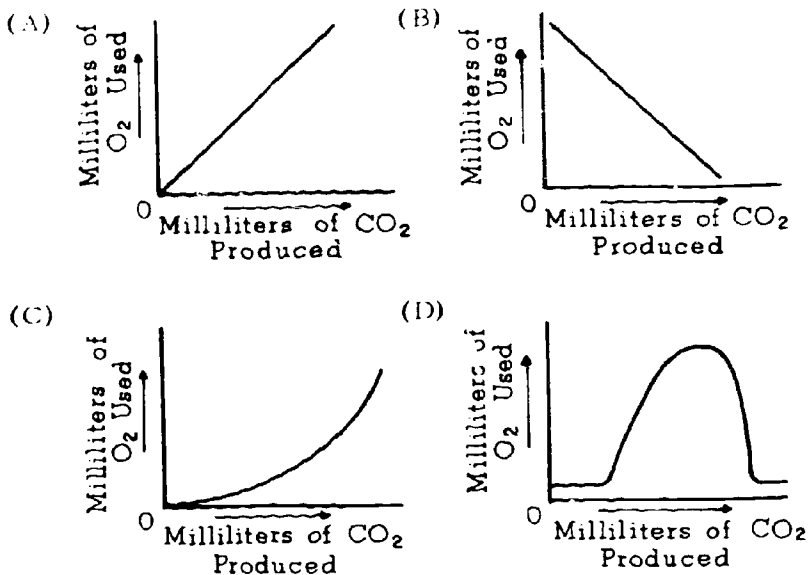 (A)
Milliliters of
O₂ Used
0
Milliliters of CO₂
Produced
(B)
Milliliters of
O₂ Used
0
Milliliters of CO₂
Produced
(C)
Milliliters of
O₂ Used
0
Milliliters of CO₂
Produced
(D)
Milliliters of
O₂ Used
0
Milliliters of CO₂
Produced